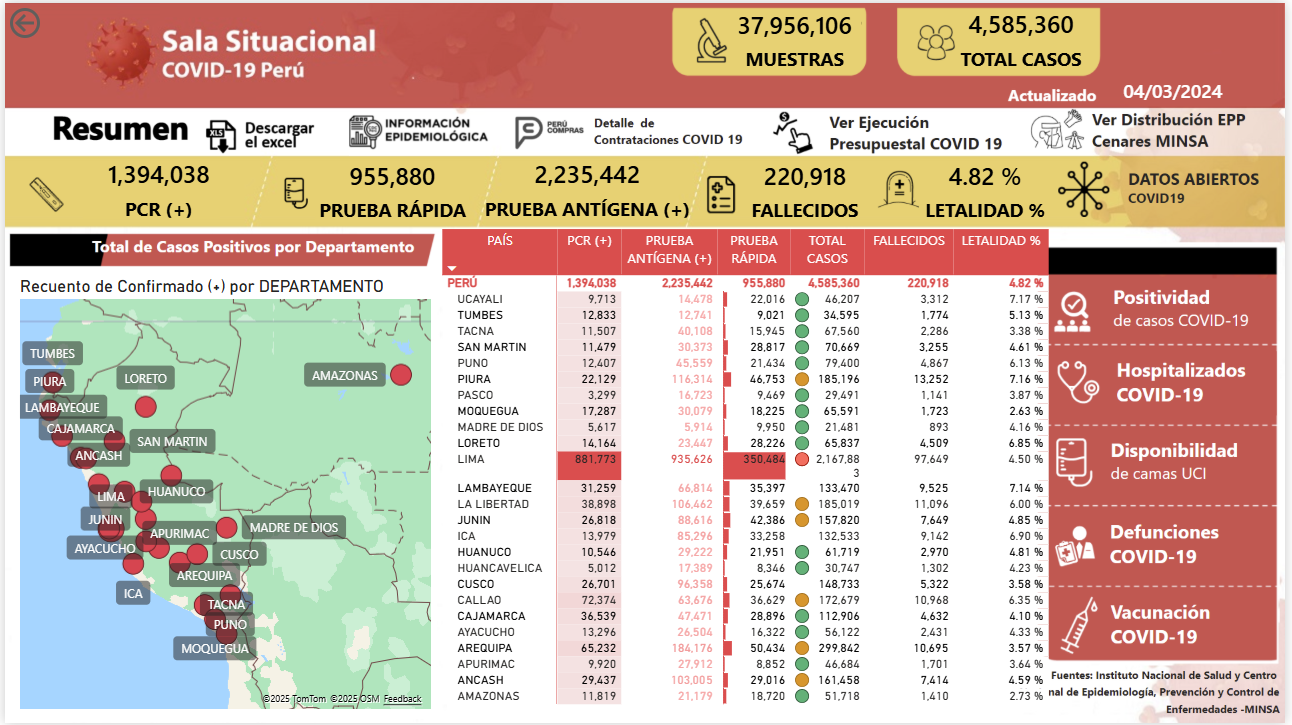 Sala Situacional
COVID-19 Perú
37,956,106
MUESTRAS
4,585,360
TOTAL CASOS
Actualizado 04/03/2024
Resumen
XLS
Descargar
el excel
INFORMACIÓN
EPIDEMIOLÓGICA
PERÚ
COMPRAS
Detalle de
Contrataciones COVID 19
Ver Ejecución
Presupuestal COVID 19
Ver Distribución EPP
Cenares MINSA
1,394,038
PCR (+)
955,880
PRUEBA RÁPIDA
2,235,442
PRUEBA ANTÍGENA (+)
220,918
FALLECIDOS
4.82 %
LETALIDAD %
DATOS ABIERTOS
COVID19
Total de Casos Positivos por Departamento
Recuento de Confirmado (+) por DEPARTAMENTO
TUMBES
PIURA
LORETO
AMAZONAS
LAMBAYEQUE
CAJAMARCA
SAN MARTIN
ANCASH
LIMA
HUANUCO
JUNIN
MADRE DE DIOS
APURIMAC
AYACUCHO
CUSCO
AREQUIPA
ICA
TACNA
PUNO
MOQUEGUA
©2025 TomTom ©2025 OSM Feedback
PAÍS PCR (+) PRUEBA ANTÍGENA (+) PRUEBA RÁPIDA TOTAL CASOS FALLECIDOS LETALIDAD %
PERÚ 1,394,038 2,235,442 955,880 4,585,360 220,918 4.82 %
UCAYALI 9,713 14,478 22,016 46,207 3,312 7.17 %
TUMBES 12,833 12,741 9,021 34,595 1,774 5.13 %
TACNA 11,507 40,108 15,945 67,560 2,286 3.38 %
SAN MARTIN 11,479 30,373 28,817 70,669 3,255 4.61 %
PUNO 12,407 45,559 21,434 79,400 4,867 6.13 %
PIURA 22,129 116,314 46,753 185,196 13,252 7.16 %
PASCO 3,299 16,723 9,469 29,491 1,141 3.87 %
MOQUEGUA 17,287 30,079 18,225 65,591 1,723 2.63 %
MADRE DE DIOS 5,617 5,914 9,950 21,481 893 4.16 %
LORETO 14,164 23,447 28,226 65,837 4,509 6.85 %
LIMA 881,773 935,626 350,484 2,167,88 97,649 4.50 %
3
LAMBAYEQUE 31,259 66,814 35,397 133,470 9,525 7.14 %
LA LIBERTAD 38,898 106,462 39,659 185,019 11,096 6.00 %
JUNIN 26,818 88,616 42,386 157,820 7,649 4.85 %
ICA 13,979 85,296 33,258 132,533 9,142 6.90 %
HUANUCO 10,546 29,222 21,951 61,719 2,970 4.81 %
HUANCAVELICA 5,012 17,389 8,346 30,747 1,302 4.23 %
CUSCO 26,701 96,358 25,674 148,733 5,322 3.58 %
CALLAO 72,374 63,676 36,629 172,679 10,968 6.35 %
CAJAMARCA 36,539 47,471 28,896 112,906 4,632 4.10 %
AYACUCHO 13,296 26,504 16,322 56,122 2,431 4.33 %
AREQUIPA 65,232 184,176 50,434 299,842 10,695 3.57 %
APURIMAC 9,920 27,912 8,852 46,684 1,701 3.64 %
ANCASH 29,437 103,005 29,016 161,458 7,414 4.59 %
AMAZONAS 11,819 21,179 18,720 51,718 1,410 2.73 %
Positividad
de casos COVID-19
Hospitalizados
COVID-19
Disponibilidad
de camas UCI
Defunciones
COVID-19
Vacunación
COVID-19
Fuentes: Instituto Nacional de Salud y Centro
nal de Epidemiología, Prevención y Control de
Enfermedades -MINSA